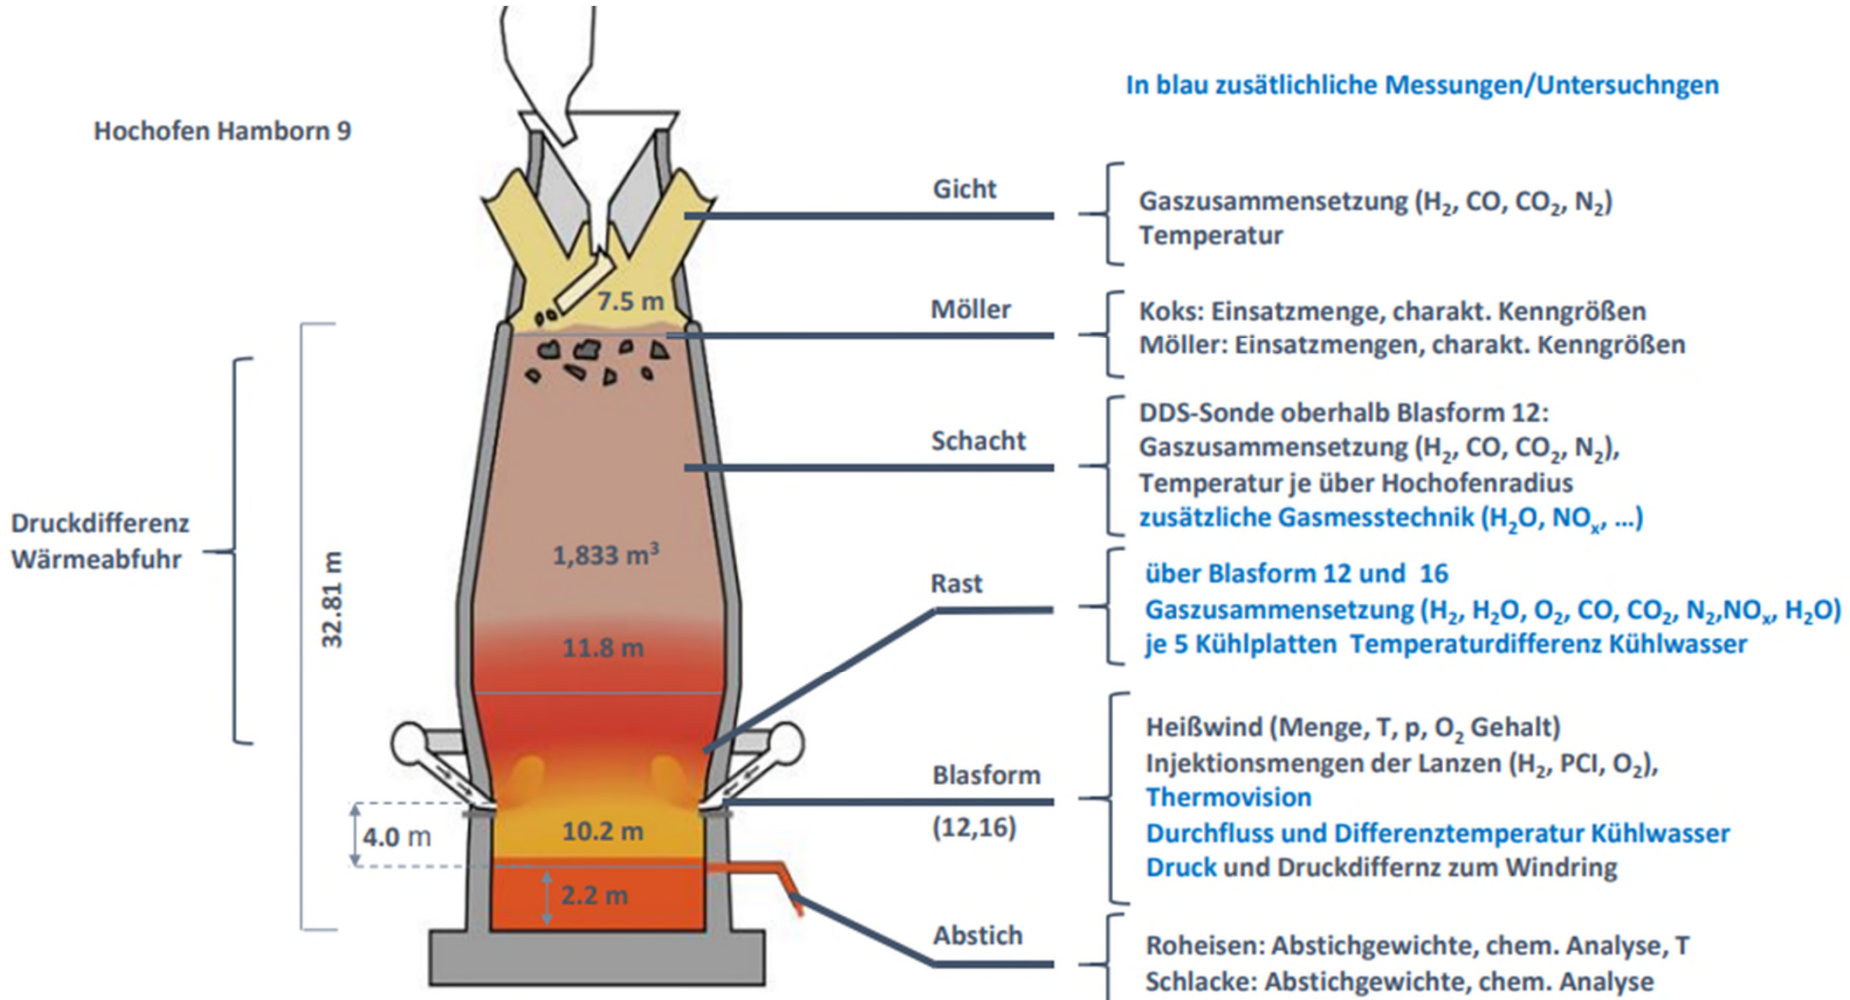 In blau zusätlichliche Messungen/Untersuchngen
Hochofen Hamborn 9
Gicht
Gaszusammensetzung (H₂, CO, CO₂, N₂)
Temperatur
7.5 m
Möller
Koks: Einsatzmenge, charakt. Kenngrößen
Möller: Einsatzmengen, charakt. Kenngrößen
Schacht
DDS-Sonde oberhalb Blasform 12:
Gaszusammensetzung (H₂, CO, CO₂, N₂),
Temperatur je über Hochofenradius
zusätzliche Gasmesstechnik (H₂O, NOₓ, ...)
Druckdifferenz
Wärmeabfuhr
32.81 m
1,833 m³
11.8 m
Rast
über Blasform 12 und 16
Gaszusammensetzung (H₂, H₂O, O₂, CO, CO₂, N₂,NOₓ, H₂O)
je 5 Kühlplatten Temperaturdifferenz Kühlwasser
Blasform
(12,16)
Heißwind (Menge, T, p, O₂ Gehalt)
Injektionsmengen der Lanzen (H₂, PCI, O₂),
Thermovision
Durchfluss und Differenztemperatur Kühlwasser
Druck und Druckdiffernz zum Windring
4.0 m
10.2 m
2.2 m
Abstich
Roheisen: Abstichgewichte, chem. Analyse, T
Schlacke: Abstichgewichte, chem. Analyse